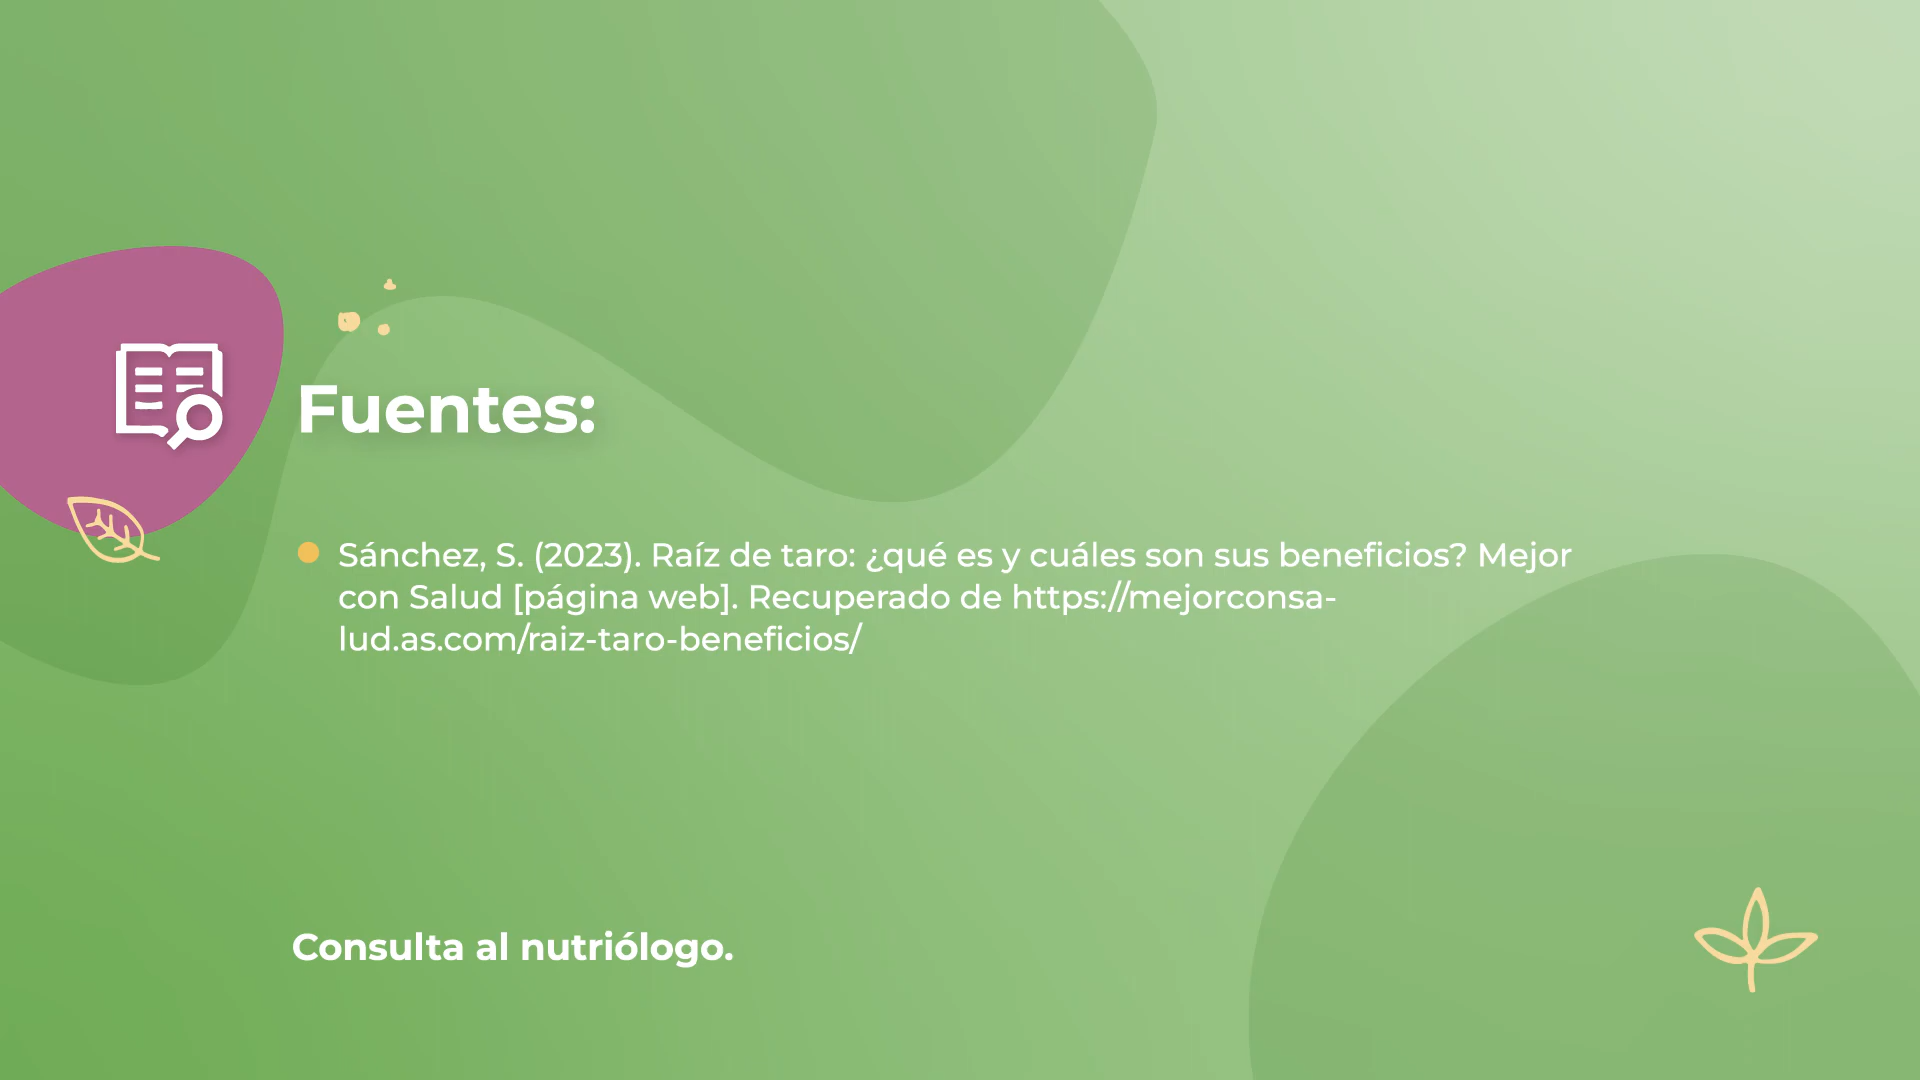 Fuentes:
Sánchez, S. (2023). Raíz de taro: ¿qué es y cuáles son sus beneficios? Mejor
con Salud [página web]. Recuperado de https://mejorconsa-
lud.as.com/raiz-taro-beneficios/
Consulta al nutriólogo.